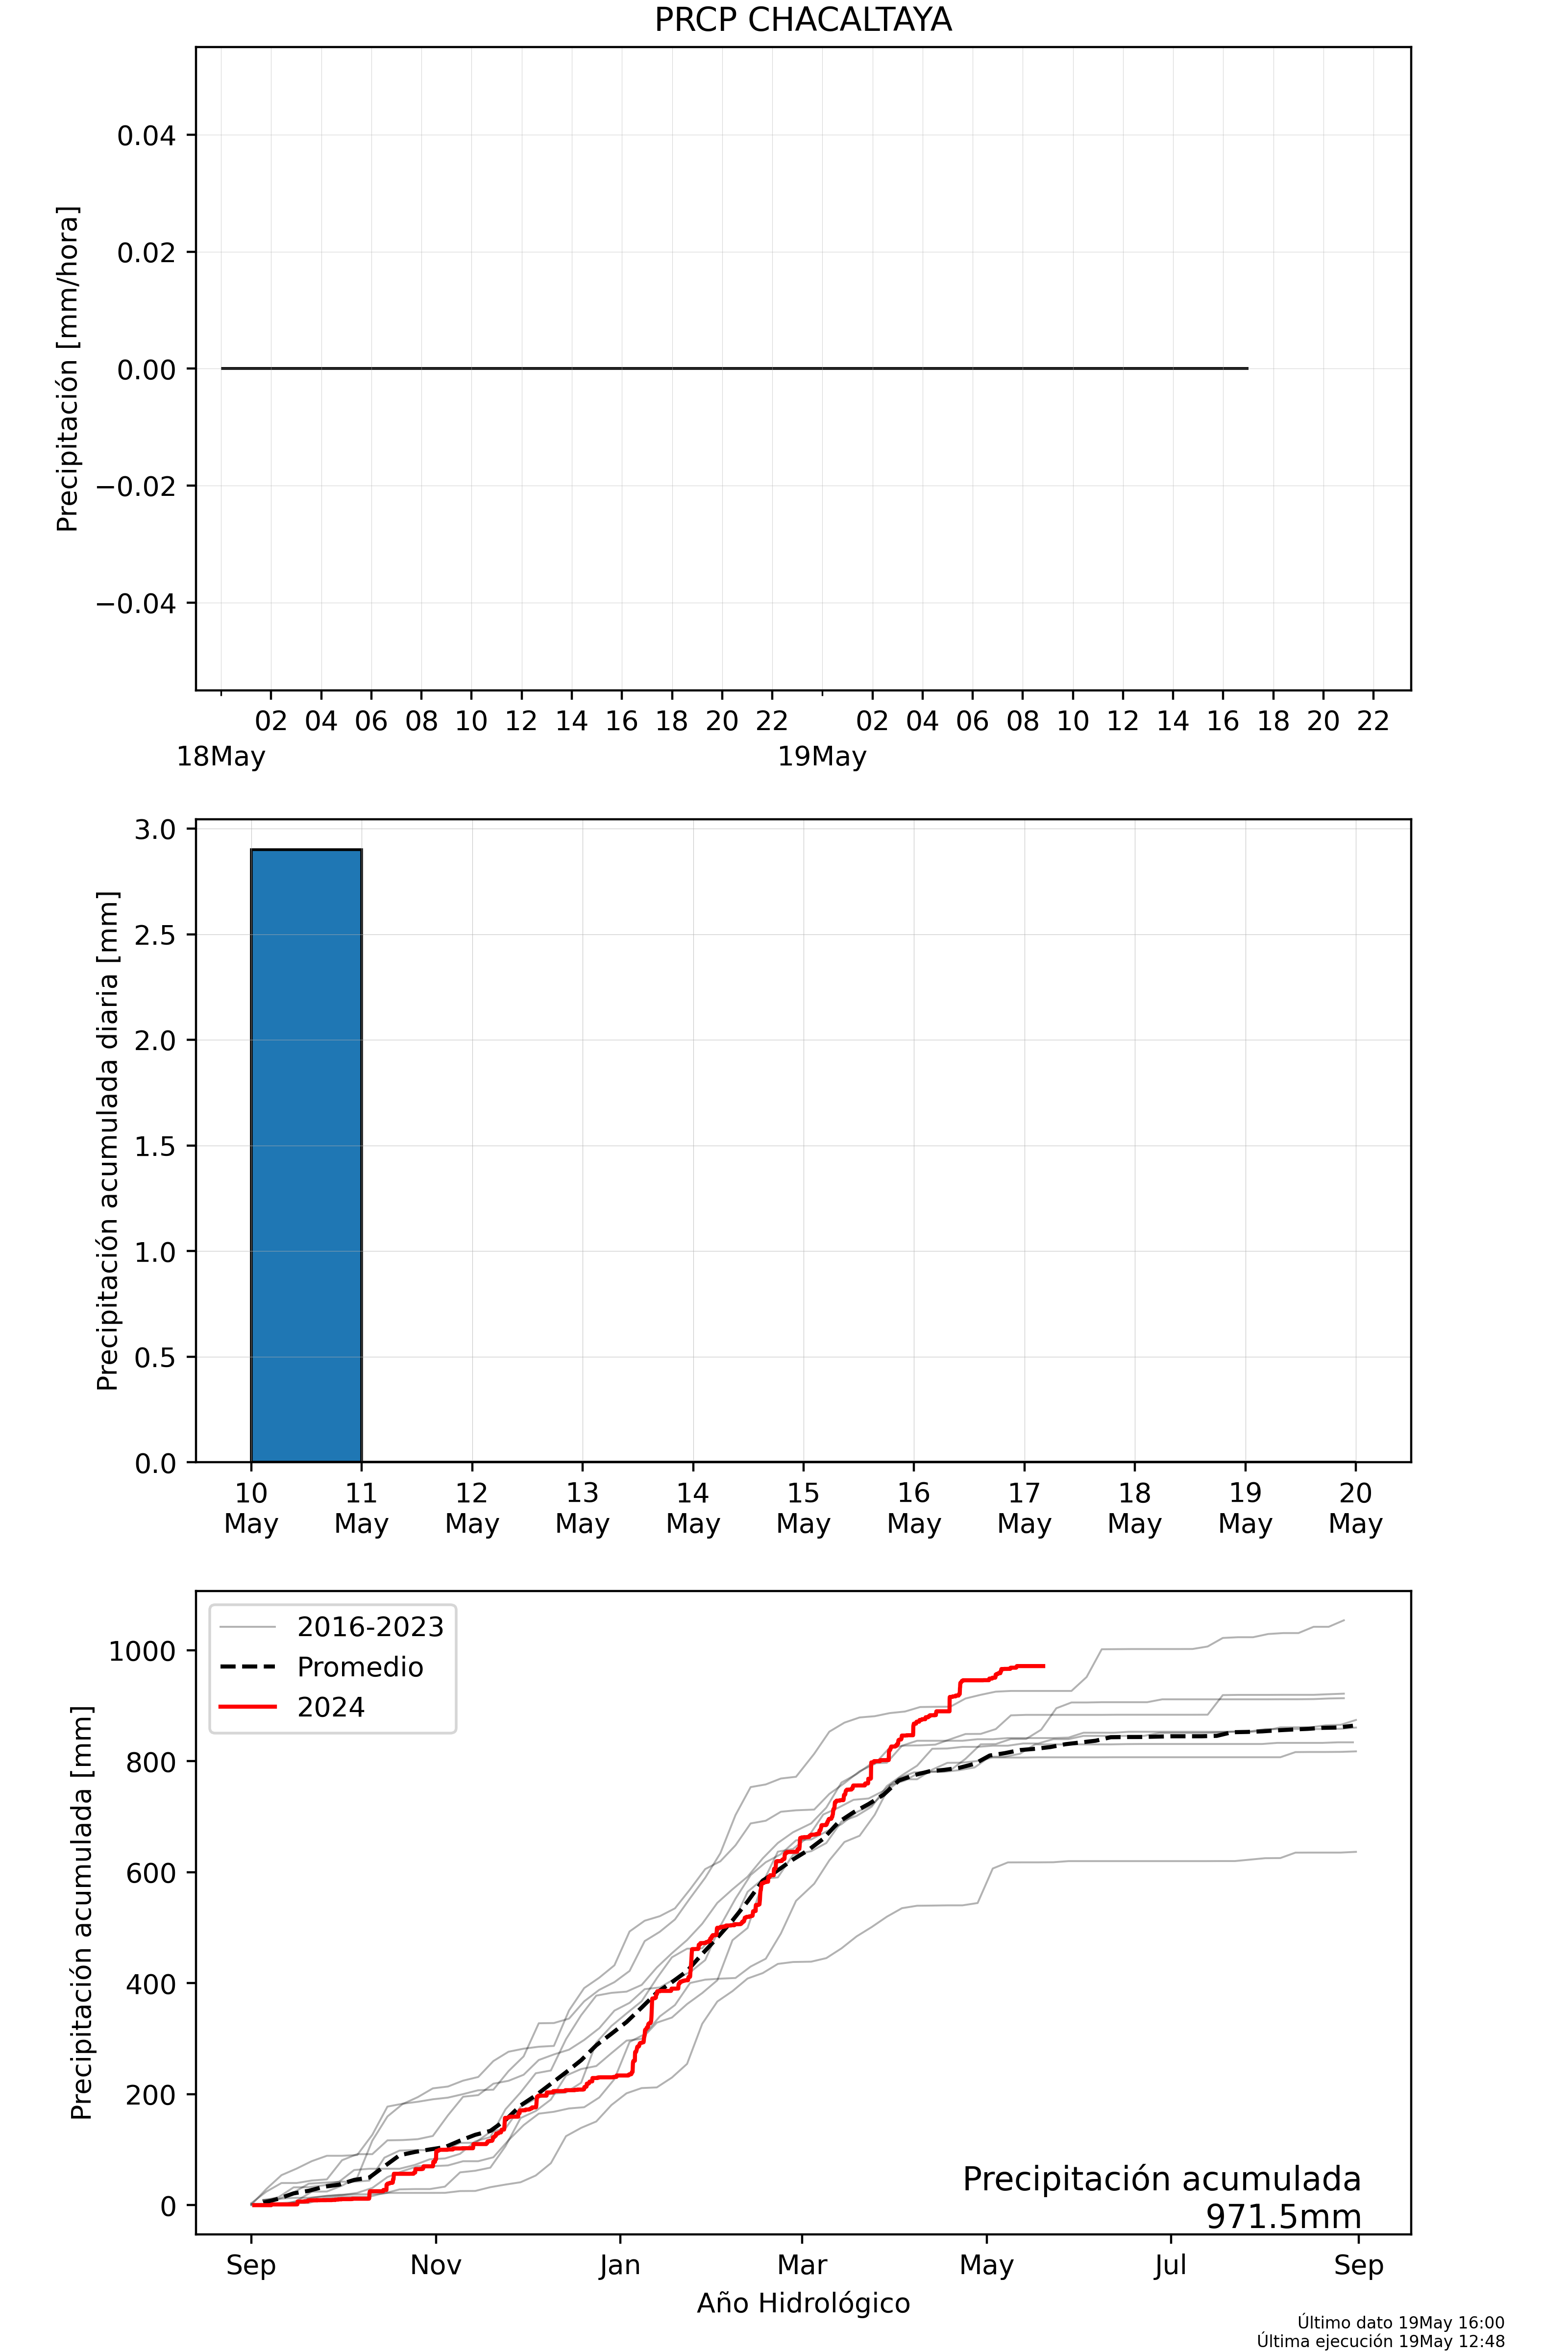 PRCP CHACALTAYA
Precipitación [mm/hora]
0.04
0.02
0.00
−0.02
−0.04
02 04 06 08 10 12 14 16 18 20 22 02 04 06 08 10 12 14 16 18 20 22
18May 19May
Precipitación acumulada diaria [mm]
3.0
2.5
2.0
1.5
1.0
0.5
0.0
10 11 12 13 14 15 16 17 18 19 20
May May May May May May May May May May May
Precipitación acumulada [mm]
1000
800
600
400
200
0
2016-2023
Promedio
2024
Precipitación acumulada
971.5mm
Sep Nov Jan Mar May Jul Sep
Año Hidrológico
Último dato 19May 16:00
Última ejecución 19May 12:48